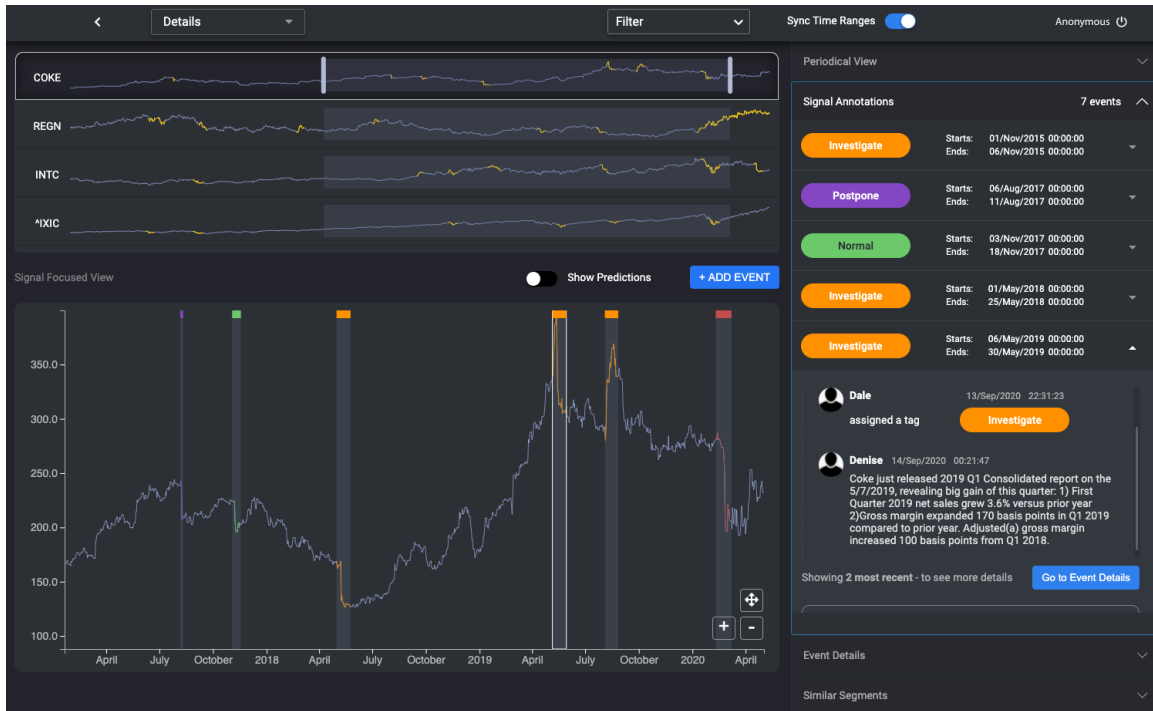 Details
Filter
Sync Time Ranges
Anonymous
COKE
REGN
INTC
^IXIC
Signal Focused View
Show Predictions
+ ADD EVENT
350.0
300.0
250.0
200.0
150.0
100.0
April
July
October
2018
April
July
October
2019
April
July
October
2020
April
+
-
Periodical View
Signal Annotations
7 events
Investigate
Starts: 01/Nov/2015 00:00:00
Ends: 06/Nov/2015 00:00:00
Postpone
Starts: 06/Aug/2017 00:00:00
Ends: 11/Aug/2017 00:00:00
Normal
Starts: 03/Nov/2017 00:00:00
Ends: 18/Nov/2017 00:00:00
Investigate
Starts: 01/May/2018 00:00:00
Ends: 25/May/2018 00:00:00
Investigate
Starts: 06/May/2019 00:00:00
Ends: 30/May/2019 00:00:00
Dale 13/Sep/2020 22:31:23
assigned a tag Investigate
Denise 14/Sep/2020 00:21:47
Coke just released 2019 Q1 Consolidated report on the
5/7/2019, revealing big gain of this quarter: 1) First
Quarter 2019 net sales grew 3.6% versus prior year
2)Gross margin expanded 170 basis points in Q1 2019
compared to prior year. Adjusted(a) gross margin
increased 100 basis points from Q1 2018.
Showing 2 most recent - to see more details
Go to Event Details
Event Details
Similar Segments